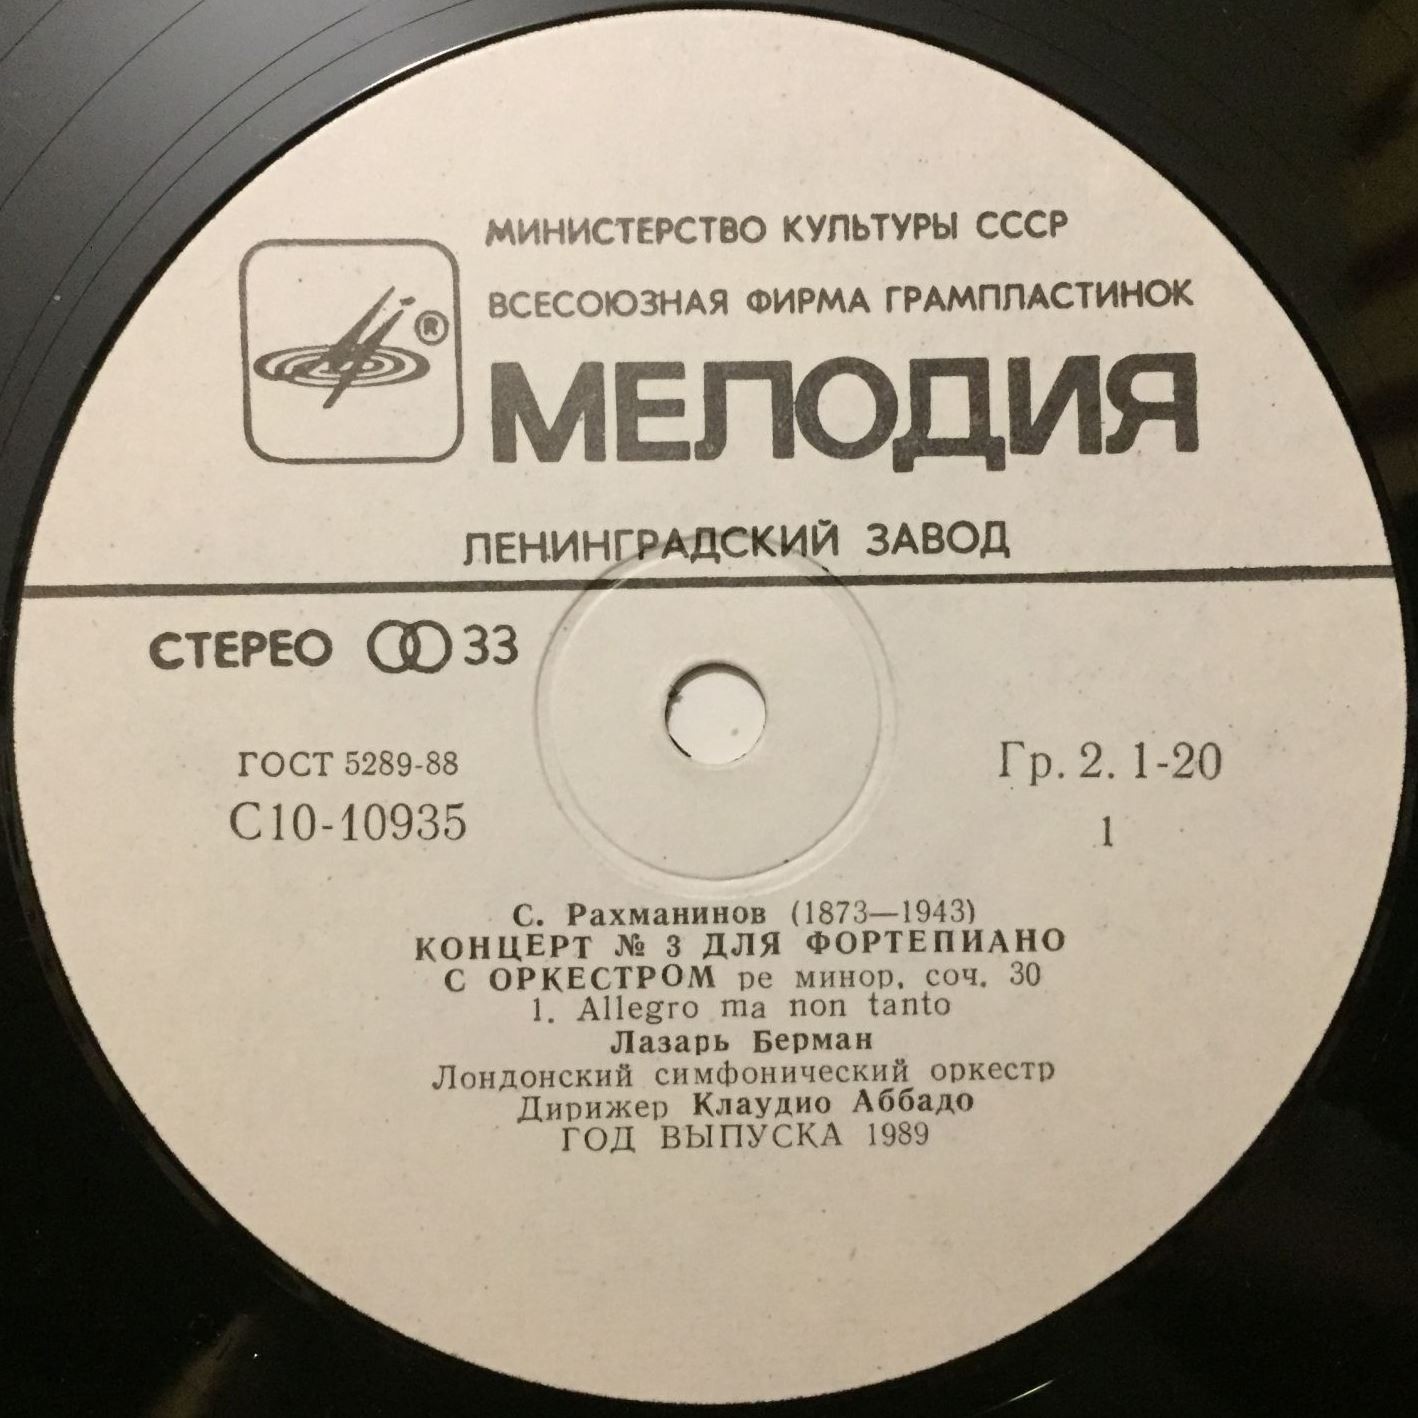 МИНИСТЕРСТВО КУЛЬТУРЫ СССР
ВСЕСОЮЗНАЯ ФИРМА ГРАМПЛАСТИНОК
®
МЕЛОДИЯ
ЛЕНИНГРАДСКИЙ ЗАВОД
СТЕРЕО 33
ГОСТ 5289-88
Гр. 2. 1-20
С10-10935
1
С. Рахманинов (1873—1943)
КОНЦЕРТ № 3 ДЛЯ ФОРТЕПИАНО
С ОРКЕСТРОМ ре минор, соч. 30
1. Allegro ma non tanto
Лазарь Берман
Лондонский симфонический оркестр
Дирижер Клаудио Аббадо
ГОД ВЫПУСКА 1989